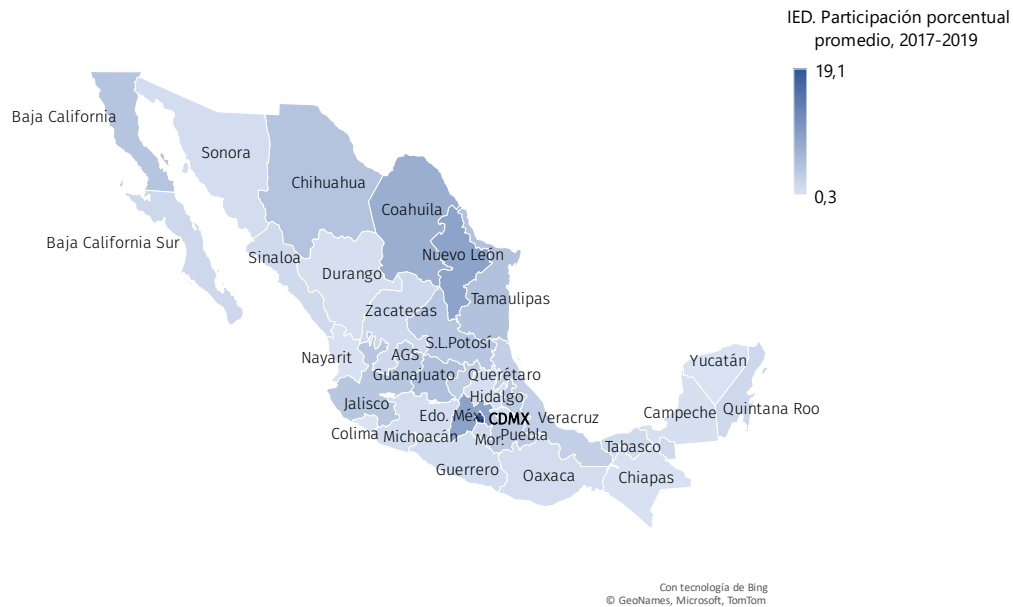 IED. Participación porcentual
promedio, 2017-2019
19,1
0,3
Baja California
Sonora
Chihuahua
Coahuila
Baja California Sur
Sinaloa
Nuevo León
Durango
Tamaulipas
Zacatecas
S.L.Potosí
Nayarit
AGS
Yucatán
Guanajuato
Querétaro
Hidalgo
Jalisco
Campeche
Quintana Roo
Edo. Méx
CDMX
Veracruz
Colima
Michoacán
Mor.
Puebla
Tabasco
Guerrero
Oaxaca
Chiapas
Con tecnología de Bing
© GeoNames, Microsoft, TomTom